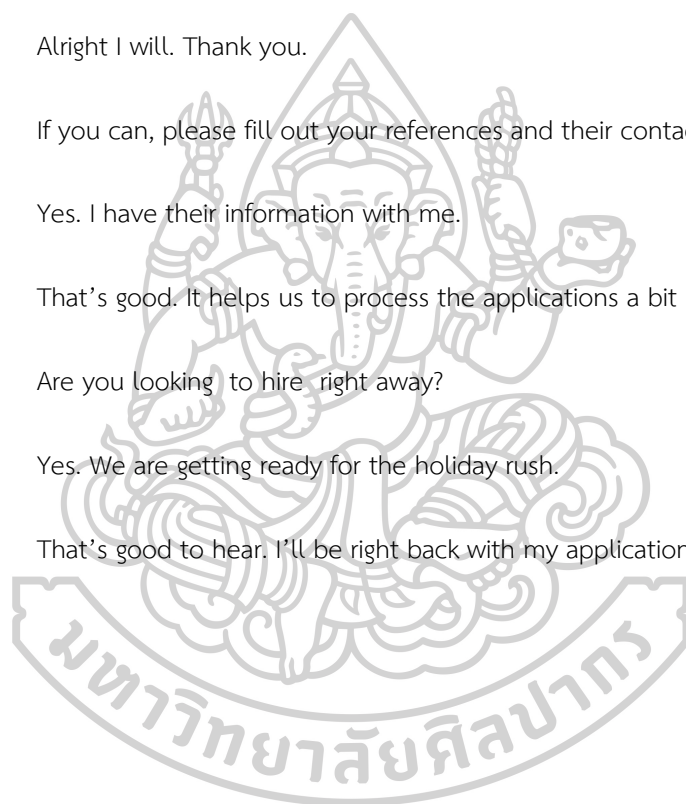 Alright I will. Thank you.
If you can, please fill out your references and their conta
Yes. I have their information with me.
That’s good. It helps us to process the applications a bit
Are you looking to hire right away?
Yes. We are getting ready for the holiday rush.
That’s good to hear. I’ll be right back with my application
มหาวิทยาลัยศิลปากร